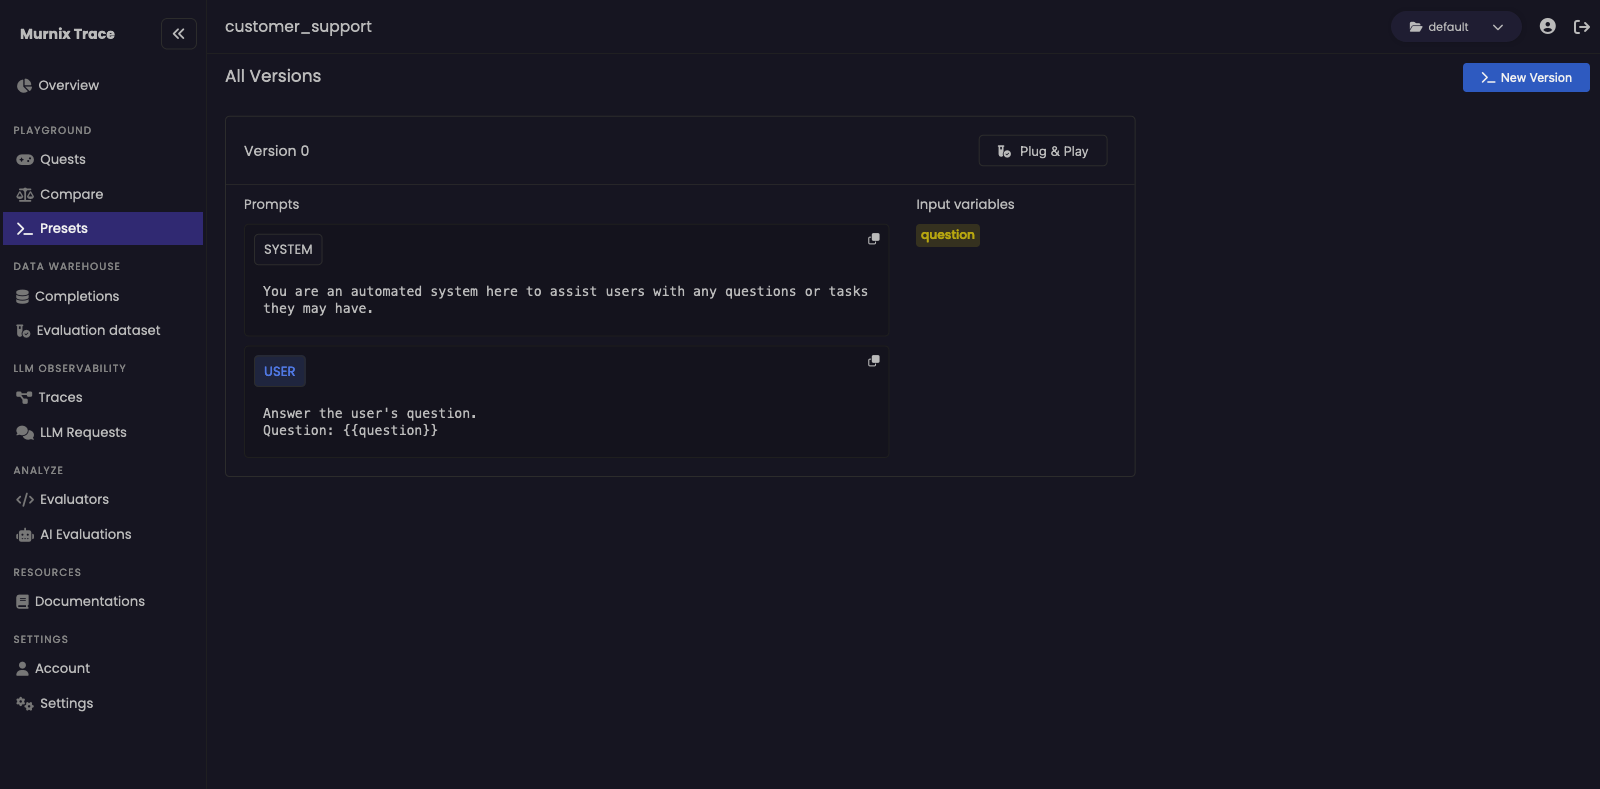 Murnix Trace
Overview
PLAYGROUND
Quests
Compare
Presets
DATA WAREHOUSE
Completions
Evaluation dataset
LLM OBSERVABILITY
Traces
LLM Requests
ANALYZE
Evaluators
AI Evaluations
RESOURCES
Documentations
SETTINGS
Account
Settings
customer_support
default
All Versions
New Version
Version 0
Plug & Play
Prompts
SYSTEM
You are an automated system here to assist users with any questions or tasks
they may have.
USER
Answer the user's question.
Question: {{question}}
Input variables
question